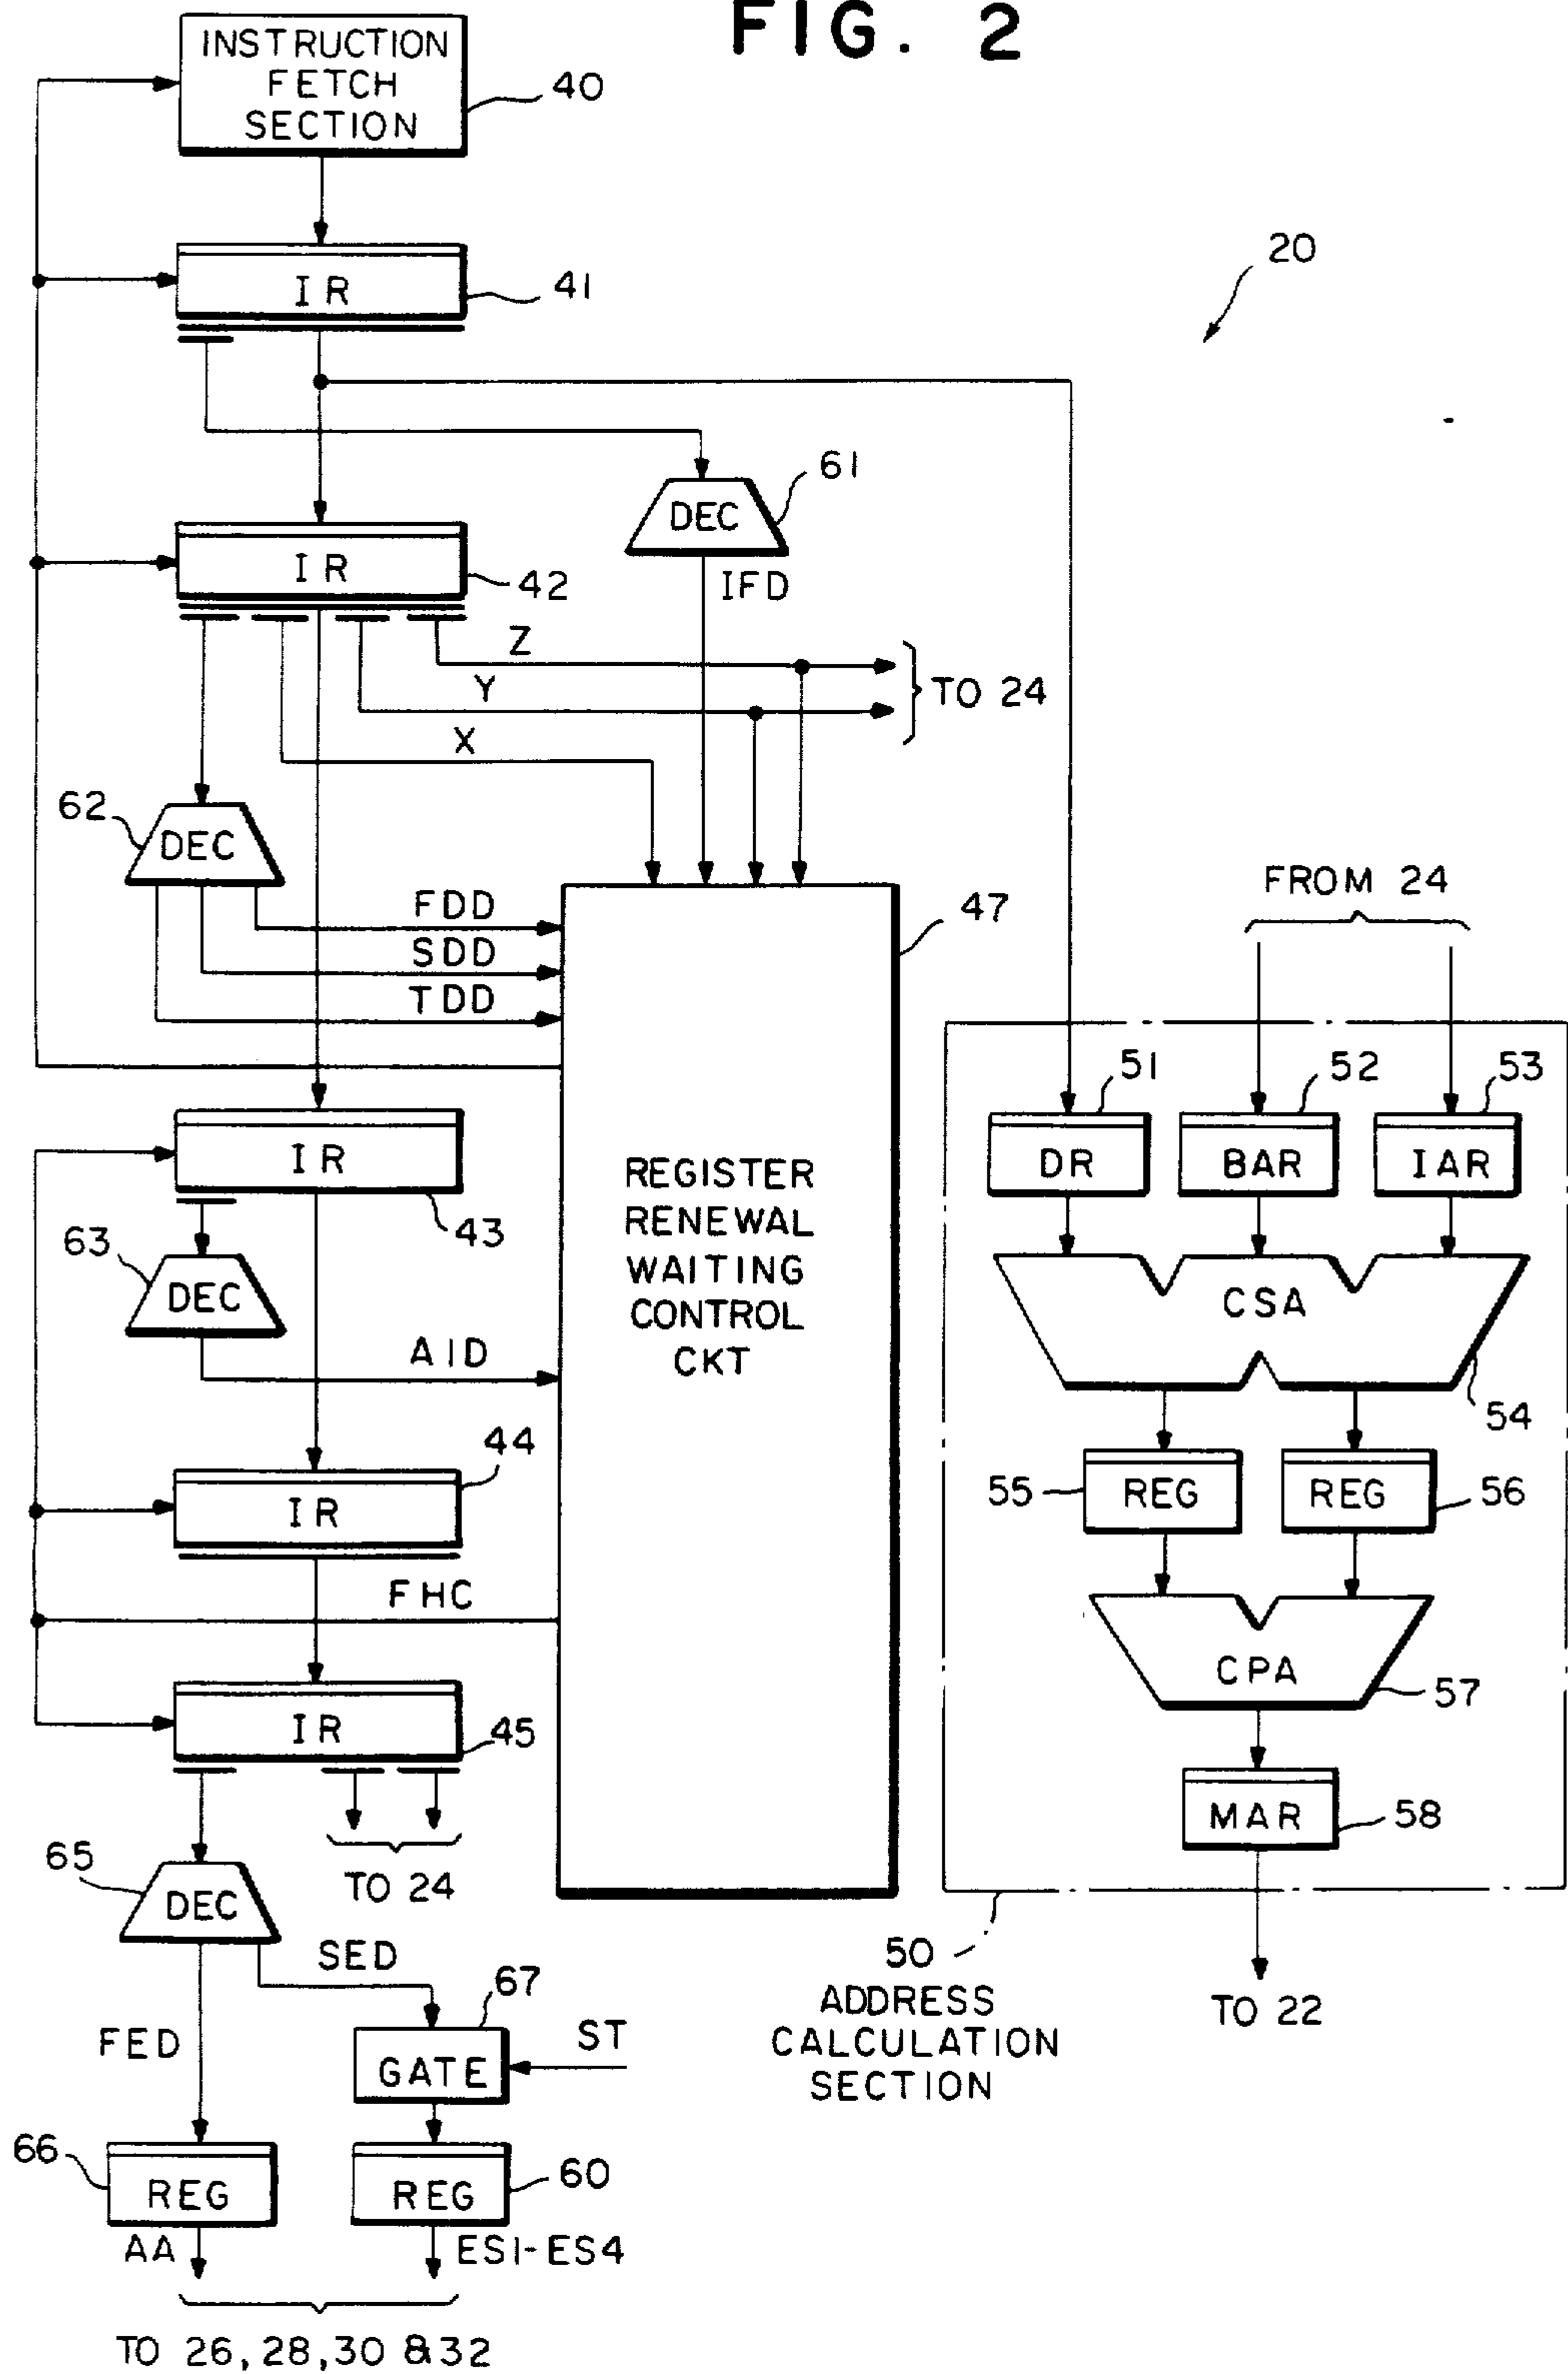 FIG. 2
INSTRUCTION
FETCH
SECTION
40
20
IR
41
61
DEC
IR
42
IFD
Z
Y
TO 24
X
62
DEC
FDD
SDD
TDD
47
FROM 24
51
52
53
IR
43
DR
BAR
IAR
REGISTER
RENEWAL
WAITING
CONTROL
CKT
63
DEC
AID
CSA
54
44
IR
55
REG
REG
56
FHC
CPA
57
IR
45
MAR
58
65
DEC
TO 24
SED
67
50
ADDRESS
CALCULATION
SECTION
TO 22
FED
GATE
ST
66
REG
REG
60
AA
ES1-ES4
TO 26, 28, 30 & 32